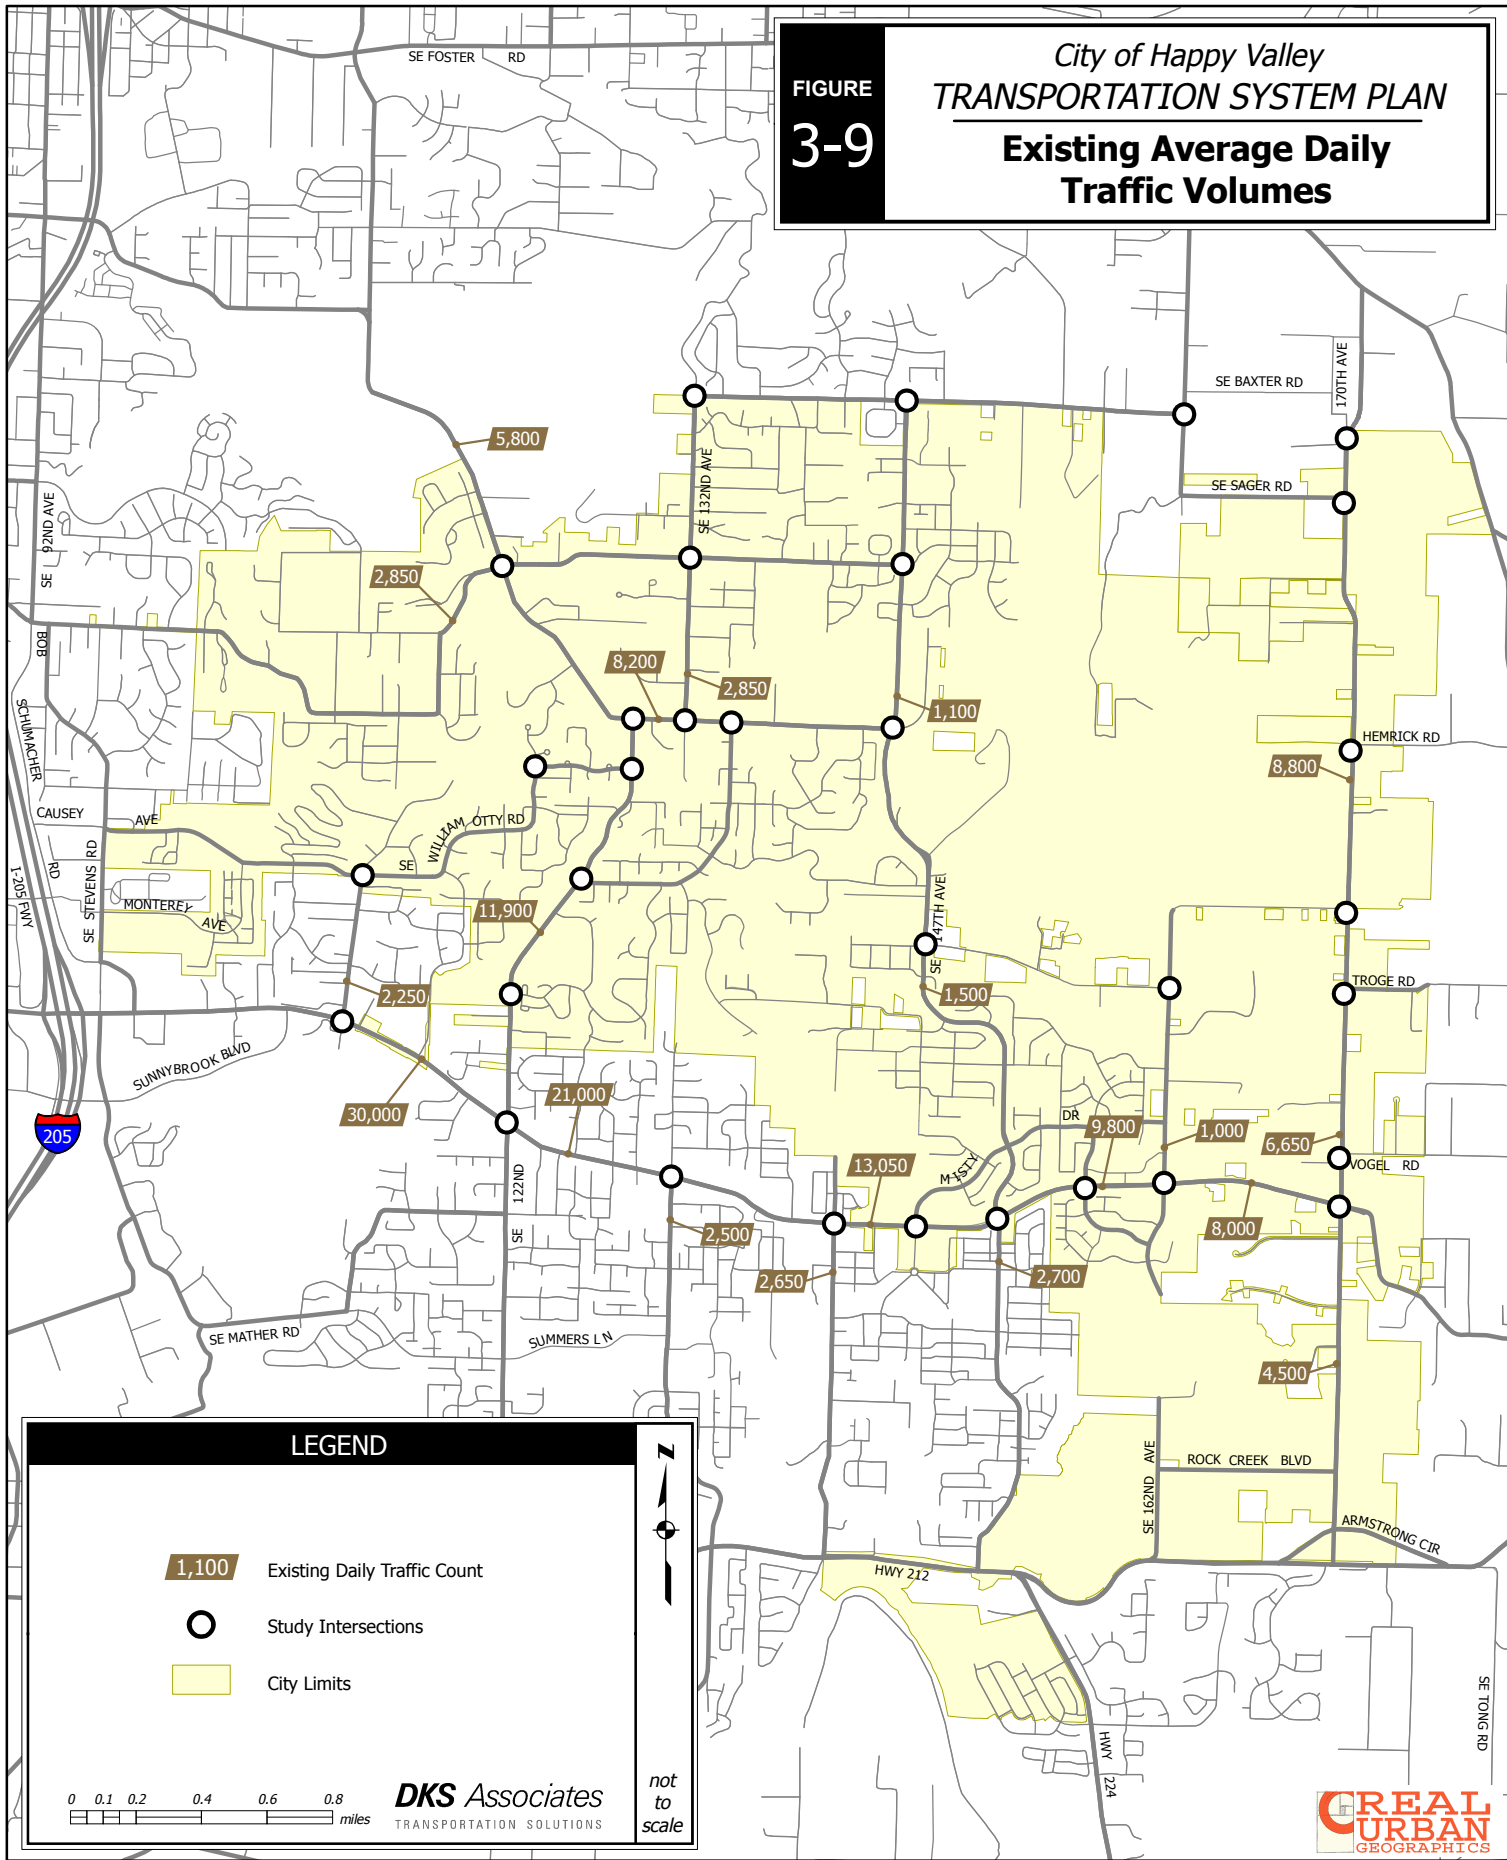 SE FOSTER RD
FIGURE
3-9
City of Happy Valley
TRANSPORTATION SYSTEM PLAN
Existing Average Daily
Traffic Volumes
SE BAXTER RD
170TH AVE
5,800
SE 132ND AVE
SE SAGER RD
SE 92ND AVE
2,850
BOB
SCHUMACHER
RD
8,200
2,850
1,100
HEMRICK RD
8,800
CAUSEY AVE
SE WILLIAM OTTY RD
I-205 FWY
SE STEVENS RD
MONTEREY AVE
11,900
SE 147TH AVE
2,250
1,500
TROGE RD
SUNNYBROOK BLVD
30,000
21,000
205
MISTY DR
9,800
1,000
6,650
VOGEL RD
13,050
SE 122ND
2,500
8,000
2,650
2,700
SE MATHER RD
SUMMERS LN
4,500
SE 162ND AVE
ROCK CREEK BLVD
ARMSTRONG CIR
HWY 212
HWY 224
SE TONG RD
LEGEND
1,100 Existing Daily Traffic Count
Study Intersections
City Limits
0 0.1 0.2 0.4 0.6 0.8
miles
DKS Associates
TRANSPORTATION SOLUTIONS
Z
not
to
scale
REAL
URBAN
GEOGRAPHICS